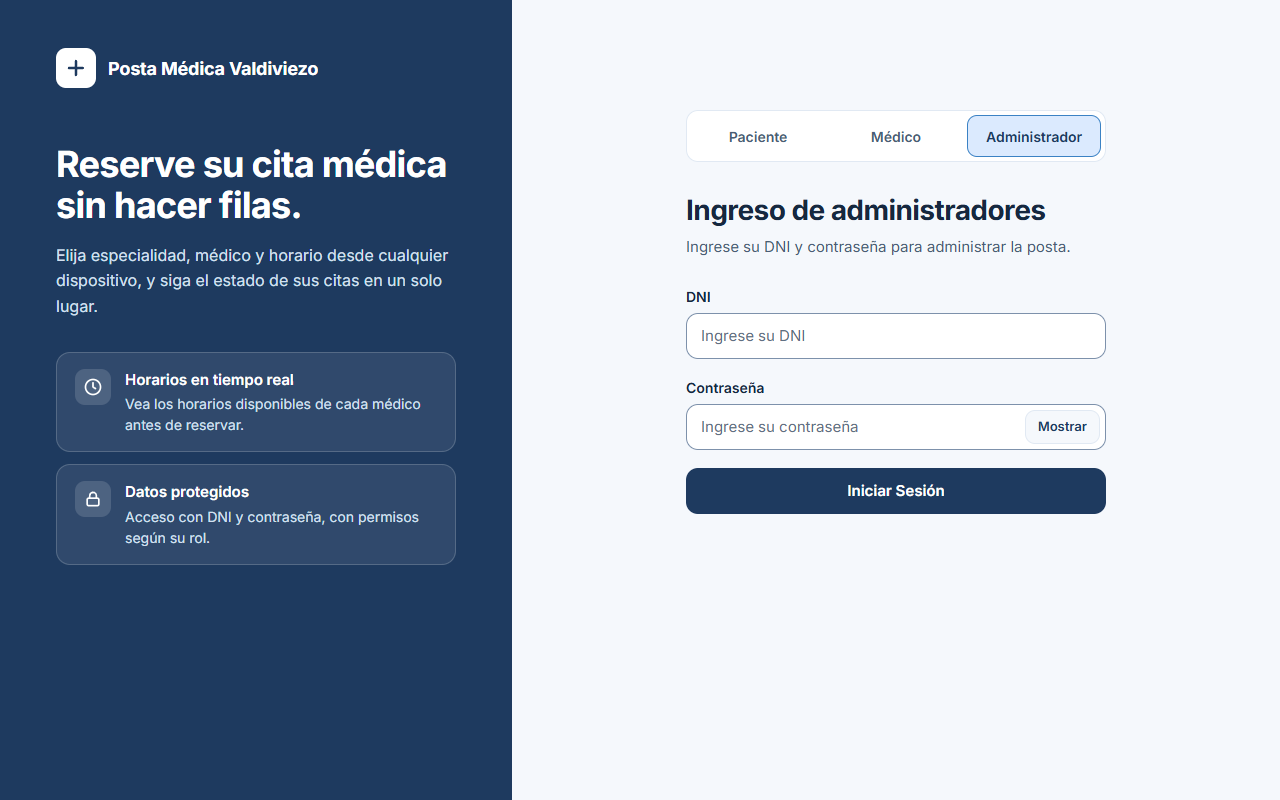 Posta Médica Valdiviezo
Reserve su cita médica
sin hacer filas.
Elija especialidad, médico y horario desde cualquier
dispositivo, y siga el estado de sus citas en un solo
lugar.
Horarios en tiempo real
Vea los horarios disponibles de cada médico
antes de reservar.
Datos protegidos
Acceso con DNI y contraseña, con permisos
según su rol.
Paciente
Médico
Administrador
Ingreso de administradores
Ingrese su DNI y contraseña para administrar la posta.
DNI
Ingrese su DNI
Contraseña
Ingrese su contraseña
Mostrar
Iniciar Sesión